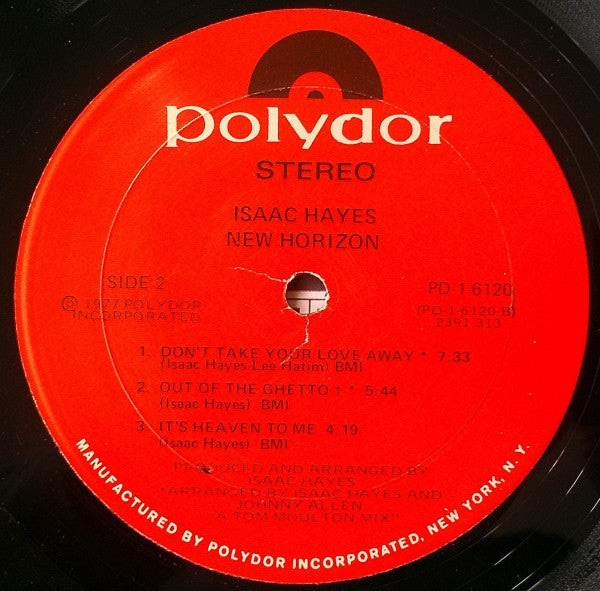 polydor
STEREO
ISAAC HAYES
NEW HORIZON
SIDE 2
PD-1-6120
℗ 1977 POLYDOR
INCORPORATED
(PD-1 6120-B)
2391 313
1. DON'T TAKE YOUR LOVE AWAY * 7:33
(Isaac Hayes-Lee Hatim) BMI
2. OUT OF THE GHETTO † * 5:44
(Isaac Hayes) BMI
3. IT'S HEAVEN TO ME 4:19
(Isaac Hayes) BMI
PRODUCED AND ARRANGED BY
ISAAC HAYES
*ARRANGED BY ISAAC HAYES AND
JOHNNY ALLEN
"A TOM MOULTON MIX"
MANUFACTURED BY POLYDOR INCORPORATED, NEW YORK, N.Y.